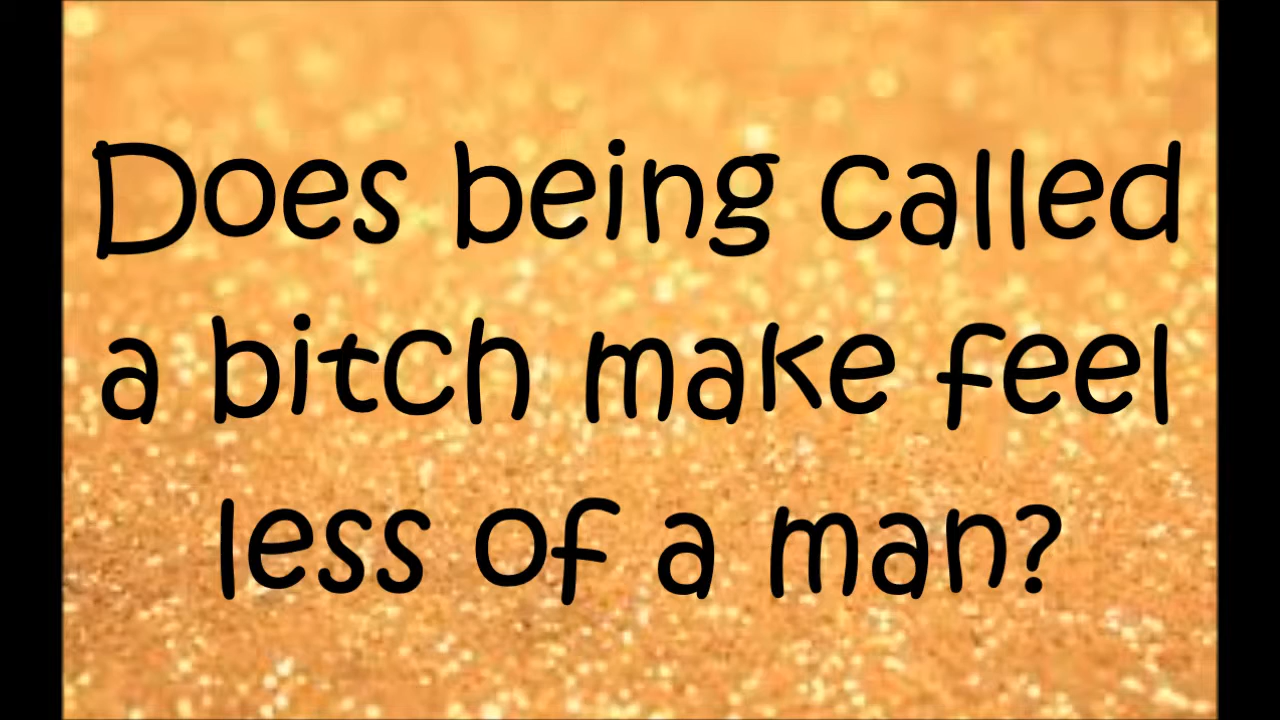 Does being called
a bitch make feel
less of a man?